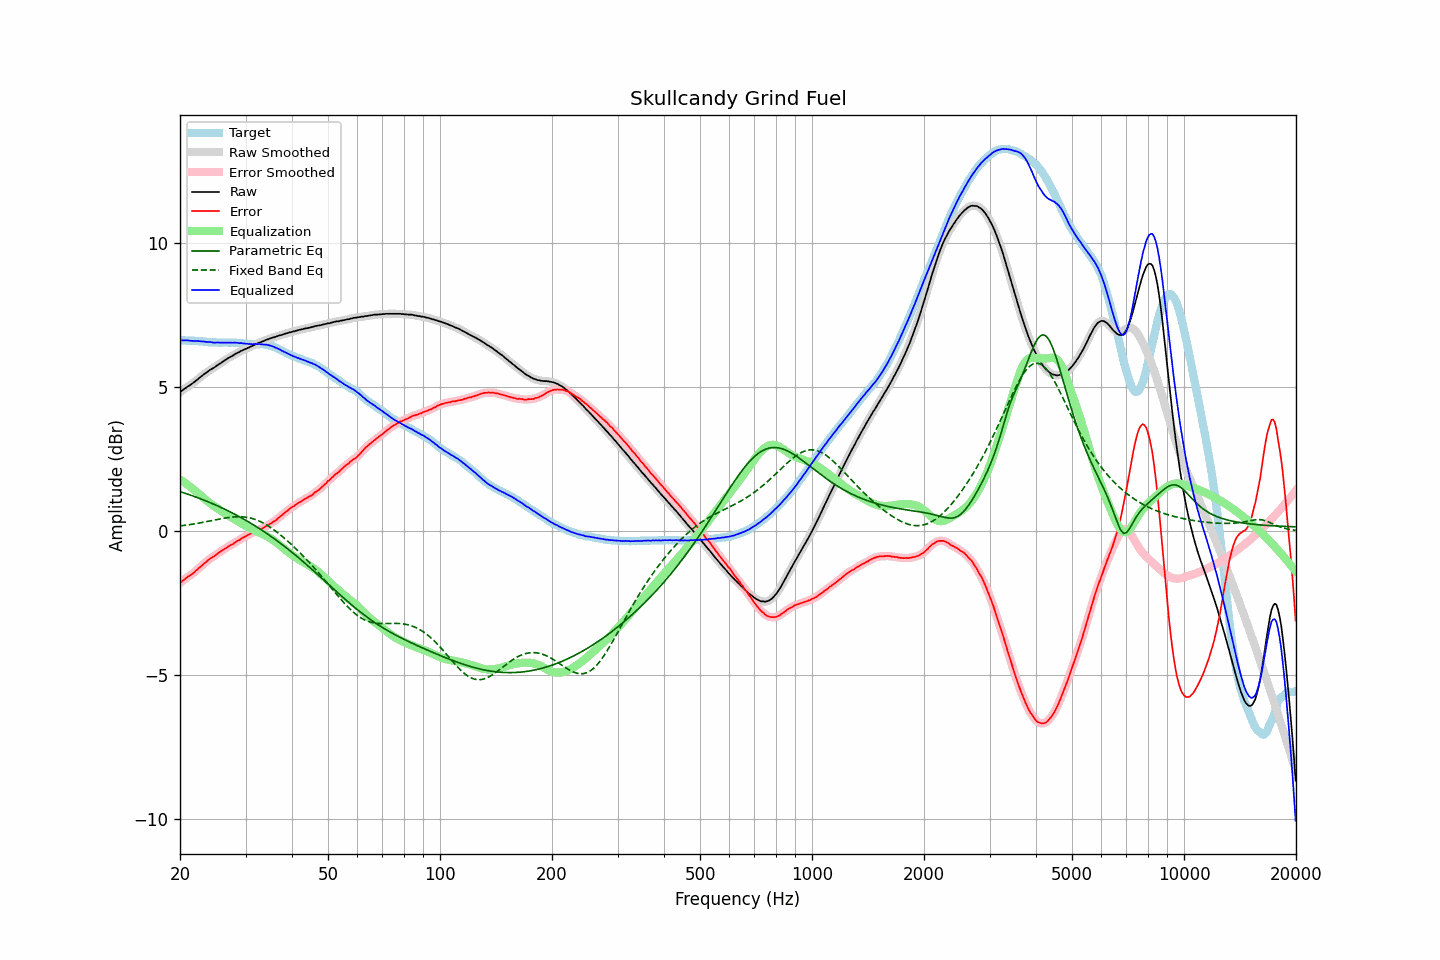 Skullcandy Grind Fuel
Target
Raw Smoothed
Error Smoothed
Raw
Error
Equalization
Parametric Eq
Fixed Band Eq
Equalized
Amplitude (dBr)
10
5
0
−5
−10
20
50
100
200
500
1000
2000
5000
10000
20000
Frequency (Hz)